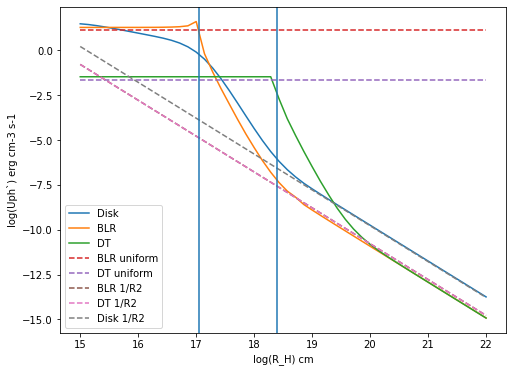 0.0
−2.5
−5.0
−7.5
−10.0
−12.5
−15.0
log(Uph`) erg cm-3 s-1
Disk
BLR
DT
BLR uniform
DT uniform
BLR 1/R2
DT 1/R2
Disk 1/R2
15 16 17 18 19 20 21 22
log(R_H) cm